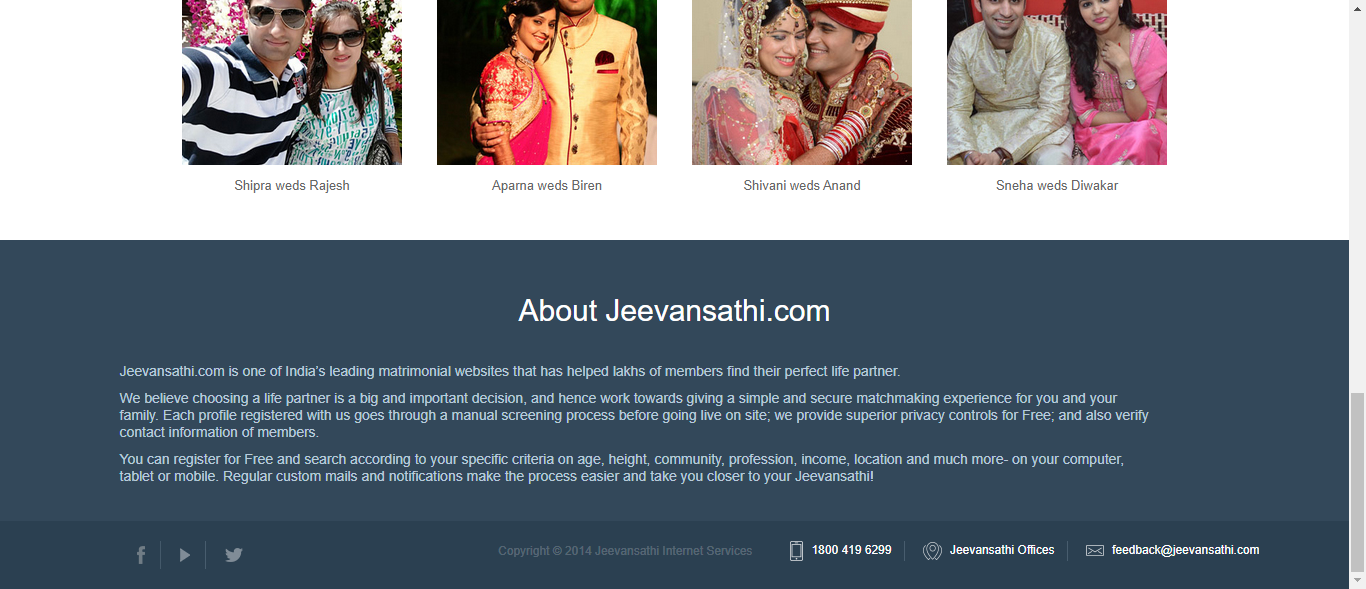 Shipra weds Rajesh
Aparna weds Biren
Shivani weds Anand
Sneha weds Diwakar
About Jeevansathi.com
Jeevansathi.com is one of India's leading matrimonial websites that has helped lakhs of members find their perfect life partner.
We believe choosing a life partner is a big and important decision, and hence work towards giving a simple and secure matchmaking experience for you and your
family. Each profile registered with us goes through a manual screening process before going live on site; we provide superior privacy controls for Free; and also verify
contact information of members.
You can register for Free and search according to your specific criteria on age, height, community, profession, income, location and much more- on your computer,
tablet or mobile. Regular custom mails and notifications make the process easier and take you closer to your Jeevansathi!
Copyright © 2014 Jeevansathi Internet Services
1800 419 6299
Jeevansathi Offices
feedback@jeevansathi.com